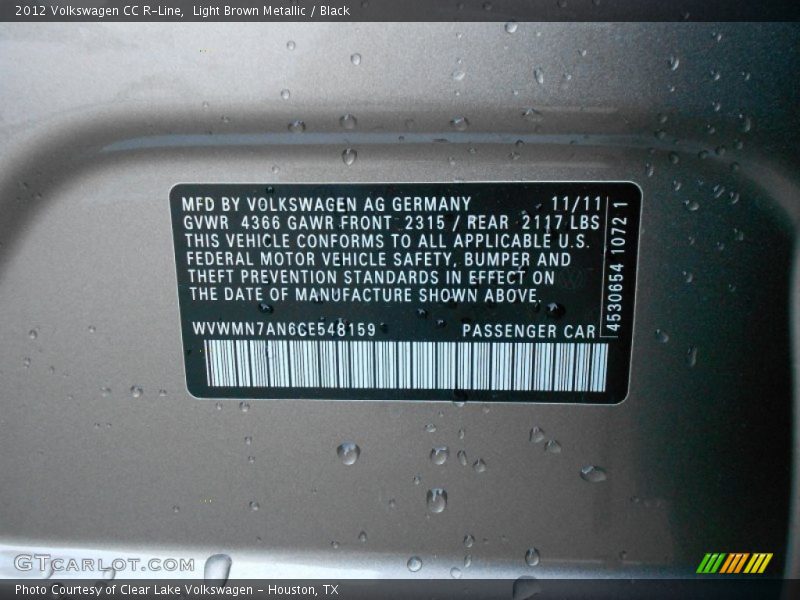 2012 Volkswagen CC R-Line,  Light Brown Metallic / Black
MFD BY VOLKSWAGEN AG GERMANY 11/11
GVWR 4366 GAWR FRONT 2315 / REAR 2117 LBS
THIS VEHICLE CONFORMS TO ALL APPLICABLE U.S.
FEDERAL MOTOR VEHICLE SAFETY, BUMPER AND
THEFT PREVENTION STANDARDS IN EFFECT ON
THE DATE OF MANUFACTURE SHOWN ABOVE.
WVWMN7AN6CE548159 PASSENGER CAR
4530654 1072 1
GTCARLOT.COM
Photo Courtesy of Clear Lake Volkswagen - Houston, TX